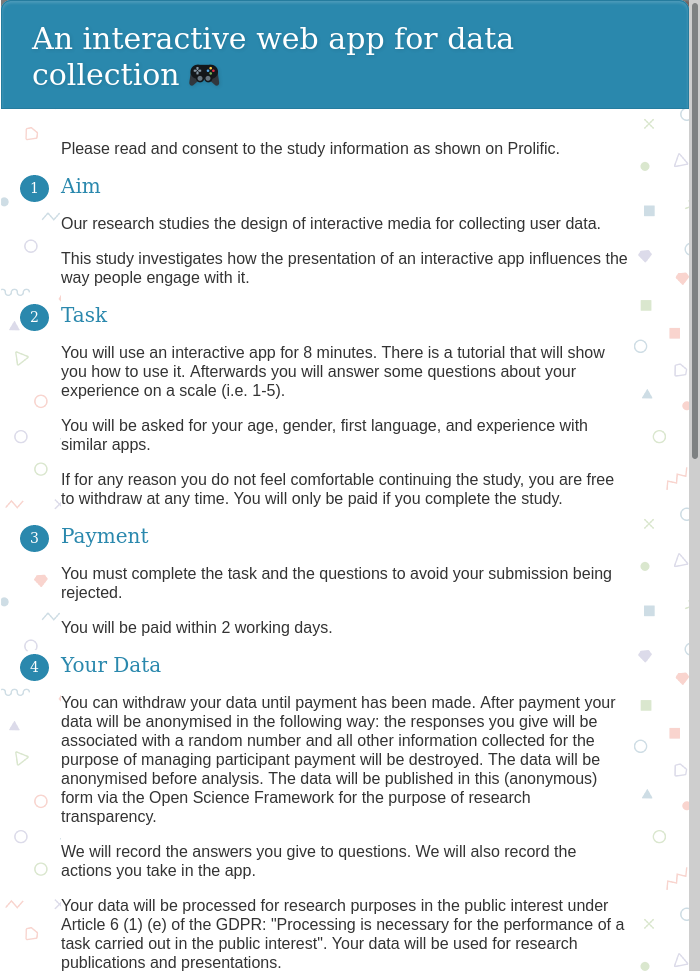 An interactive web app for data
collection 🎮
Please read and consent to the study information as shown on Prolific.
1 Aim
Our research studies the design of interactive media for collecting user data.
This study investigates how the presentation of an interactive app influences the
way people engage with it.
2 Task
You will use an interactive app for 8 minutes. There is a tutorial that will show
you how to use it. Afterwards you will answer some questions about your
experience on a scale (i.e. 1-5).
You will be asked for your age, gender, first language, and experience with
similar apps.
If for any reason you do not feel comfortable continuing the study, you are free
to withdraw at any time. You will only be paid if you complete the study.
3 Payment
You must complete the task and the questions to avoid your submission being
rejected.
You will be paid within 2 working days.
4 Your Data
You can withdraw your data until payment has been made. After payment your
data will be anonymised in the following way: the responses you give will be
associated with a random number and all other information collected for the
purpose of managing participant payment will be destroyed. The data will be
anonymised before analysis. The data will be published in this (anonymous)
form via the Open Science Framework for the purpose of research
transparency.
We will record the answers you give to questions. We will also record the
actions you take in the app.
Your data will be processed for research purposes in the public interest under
Article 6 (1) (e) of the GDPR: "Processing is necessary for the performance of a
task carried out in the public interest". Your data will be used for research
publications and presentations.